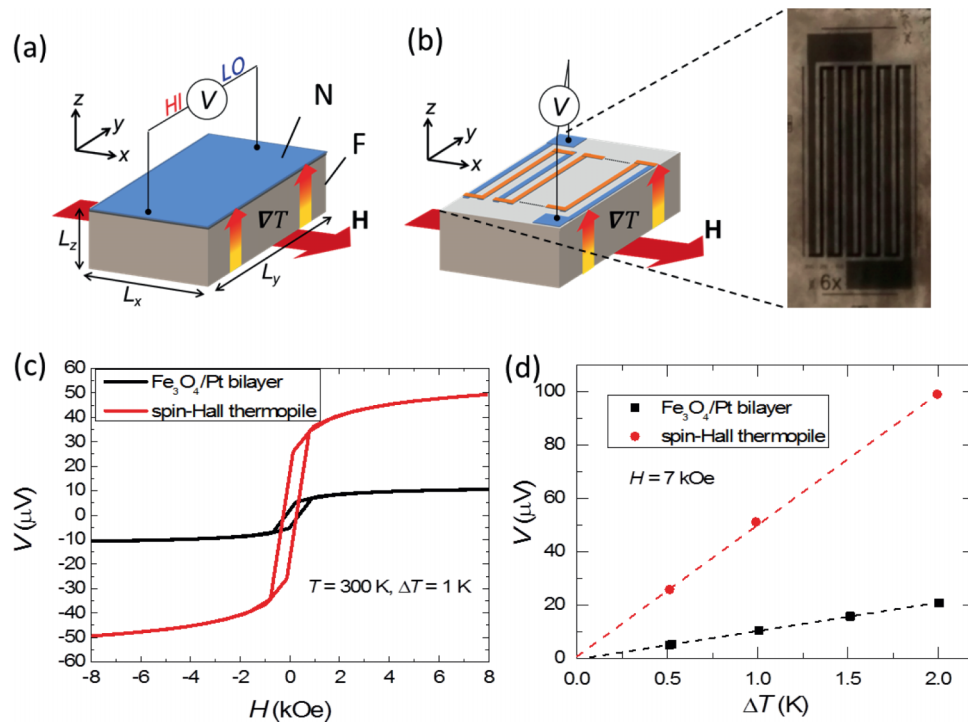 (a)
HI
V
LO
N
F
z
y
x
∇T
H
L_z
L_x
L_y
(b)
V
z
y
x
∇T
H
x
x 6x
(c)
Fe₃O₄/Pt bilayer
spin-Hall thermopile
T = 300 K, ΔT = 1 K
V (μV)
60
50
40
30
20
10
0
-10
-20
-30
-40
-50
-60
-8 -6 -4 -2 0 2 4 6 8
H (kOe)
(d)
Fe₃O₄/Pt bilayer
spin-Hall thermopile
H = 7 kOe
V (μV)
100
80
60
40
20
0
0.0 0.5 1.0 1.5 2.0
ΔT (K)